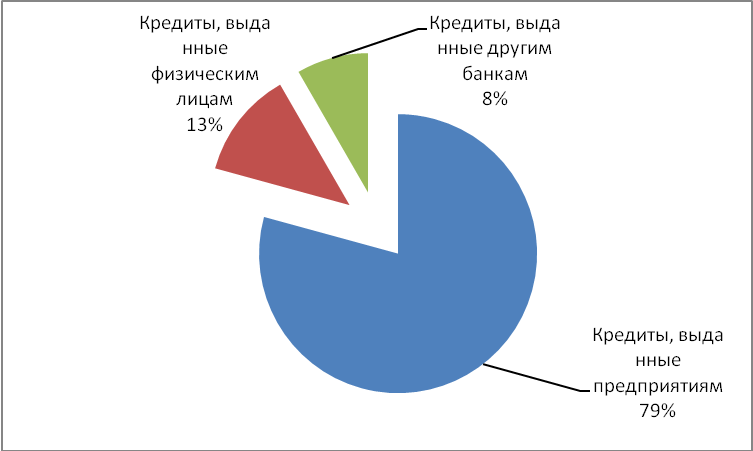 Кредиты, выда
нные
физическим
лицам
13%
Кредиты, выда
нные другим
банкам
8%
Кредиты, выда
нные
предприятиям
79%